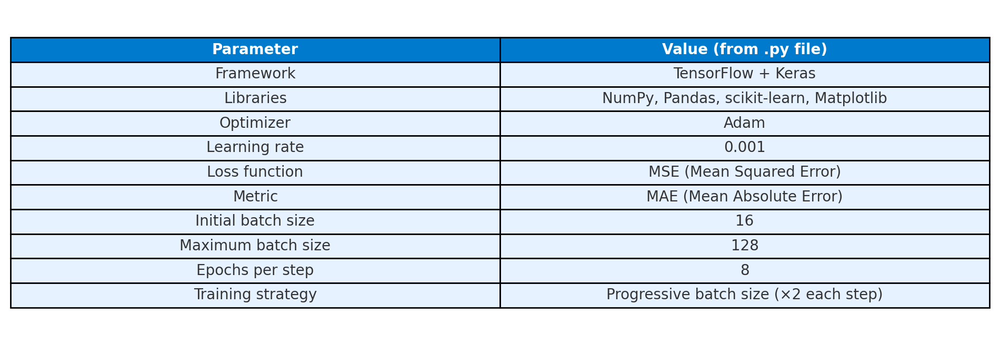 Parameter Value (from .py file)
Framework TensorFlow + Keras
Libraries NumPy, Pandas, scikit-learn, Matplotlib
Optimizer Adam
Learning rate 0.001
Loss function MSE (Mean Squared Error)
Metric MAE (Mean Absolute Error)
Initial batch size 16
Maximum batch size 128
Epochs per step 8
Training strategy Progressive batch size (×2 each step)